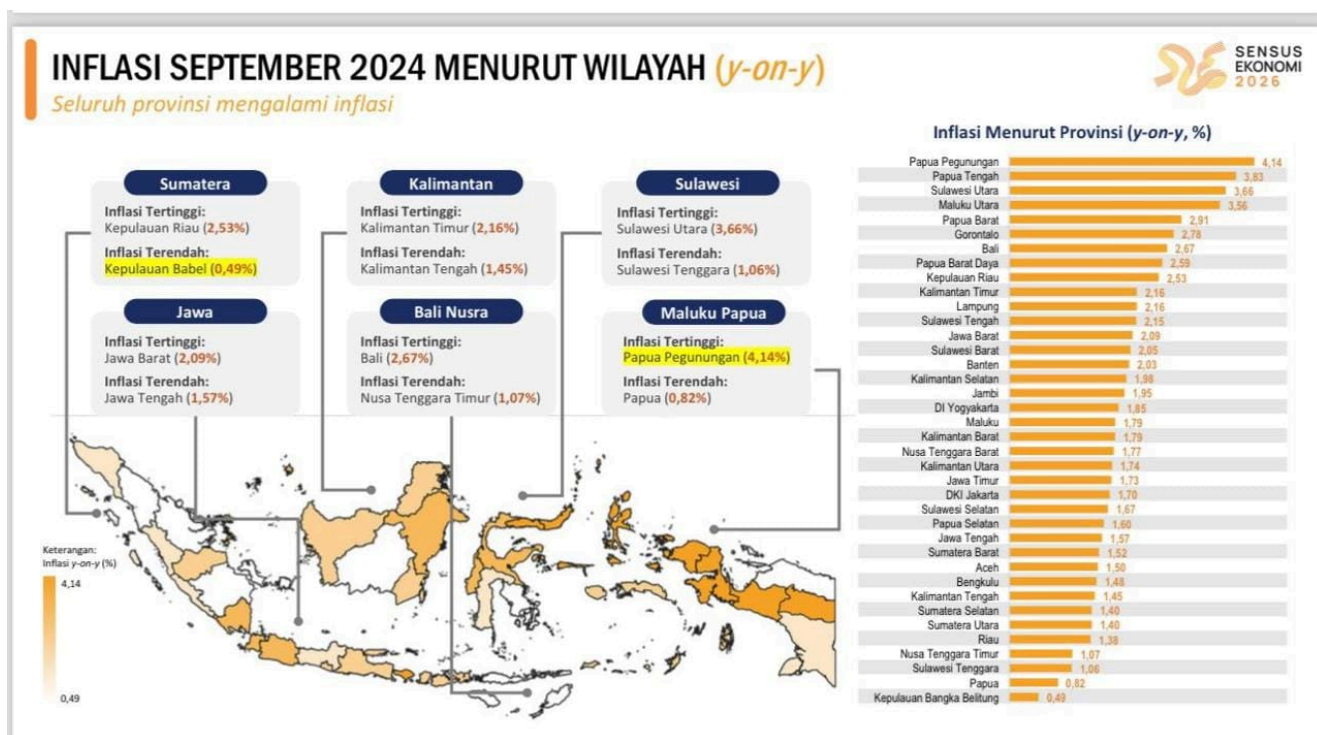 INFLASI SEPTEMBER 2024 MENURUT WILAYAH (y-on-y)
Seluruh provinsi mengalami inflasi
SENSUS
EKONOMI
2026
Sumatera
Inflasi Tertinggi:
Kepulauan Riau (2,53%)
Inflasi Terendah:
Kepulauan Babel (0,49%)
Kalimantan
Inflasi Tertinggi:
Kalimantan Timur (2,16%)
Inflasi Terendah:
Kalimantan Tengah (1,45%)
Sulawesi
Inflasi Tertinggi:
Sulawesi Utara (3,66%)
Inflasi Terendah:
Sulawesi Tenggara (1,06%)
Jawa
Inflasi Tertinggi:
Jawa Barat (2,09%)
Inflasi Terendah:
Jawa Tengah (1,57%)
Bali Nusra
Inflasi Tertinggi:
Bali (2,67%)
Inflasi Terendah:
Nusa Tenggara Timur (1,07%)
Maluku Papua
Inflasi Tertinggi:
Papua Pegunungan (4,14%)
Inflasi Terendah:
Papua (0,82%)
Keterangan:
Inflasi y-on-y (%)
4,14
0,49
Inflasi Menurut Provinsi (y-on-y, %)
Papua Pegunungan 4,14
Papua Tengah 3,83
Sulawesi Utara 3,66
Maluku Utara 3,56
Papua Barat 2,91
Gorontalo 2,78
Bali 2,67
Papua Barat Daya 2,59
Kepulauan Riau 2,53
Kalimantan Timur 2,16
Lampung 2,16
Sulawesi Tengah 2,15
Jawa Barat 2,09
Sulawesi Barat 2,05
Banten 2,03
Kalimantan Selatan 1,98
Jambi 1,95
DI Yogyakarta 1,85
Maluku 1,79
Kalimantan Barat 1,79
Nusa Tenggara Barat 1,77
Kalimantan Utara 1,74
Jawa Timur 1,73
DKI Jakarta 1,70
Sulawesi Selatan 1,67
Papua Selatan 1,60
Jawa Tengah 1,57
Sumatera Barat 1,52
Aceh 1,50
Bengkulu 1,48
Kalimantan Tengah 1,45
Sumatera Selatan 1,40
Sumatera Utara 1,40
Riau 1,38
Nusa Tenggara Timur 1,07
Sulawesi Tenggara 1,06
Papua 0,82
Kepulauan Bangka Belitung 0,49